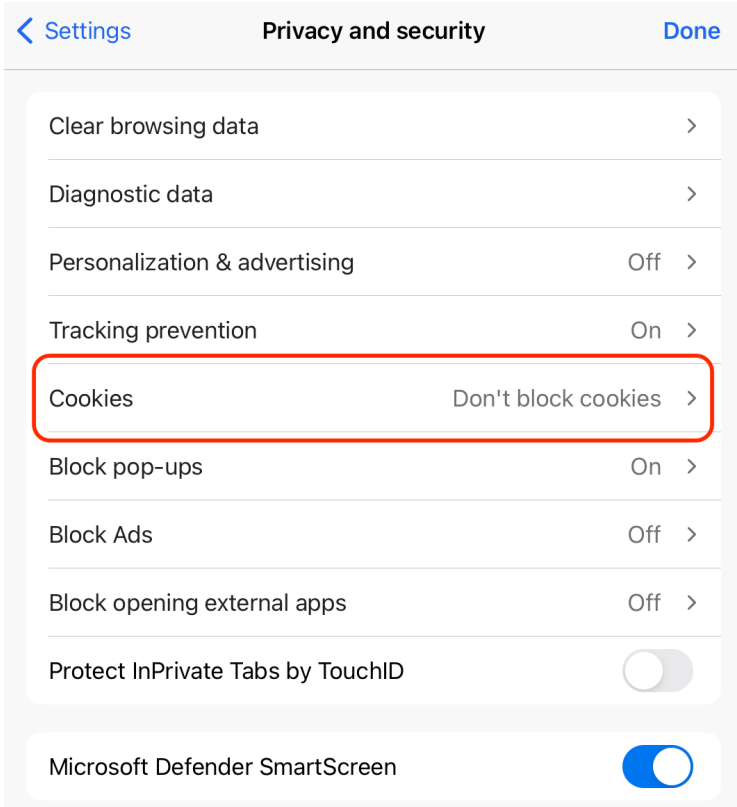 Settings Privacy and security Done
Clear browsing data
Diagnostic data
Personalization & advertising Off
Tracking prevention On
Cookies Don't block cookies
Block pop-ups On
Block Ads Off
Block opening external apps Off
Protect InPrivate Tabs by TouchID
Microsoft Defender SmartScreen